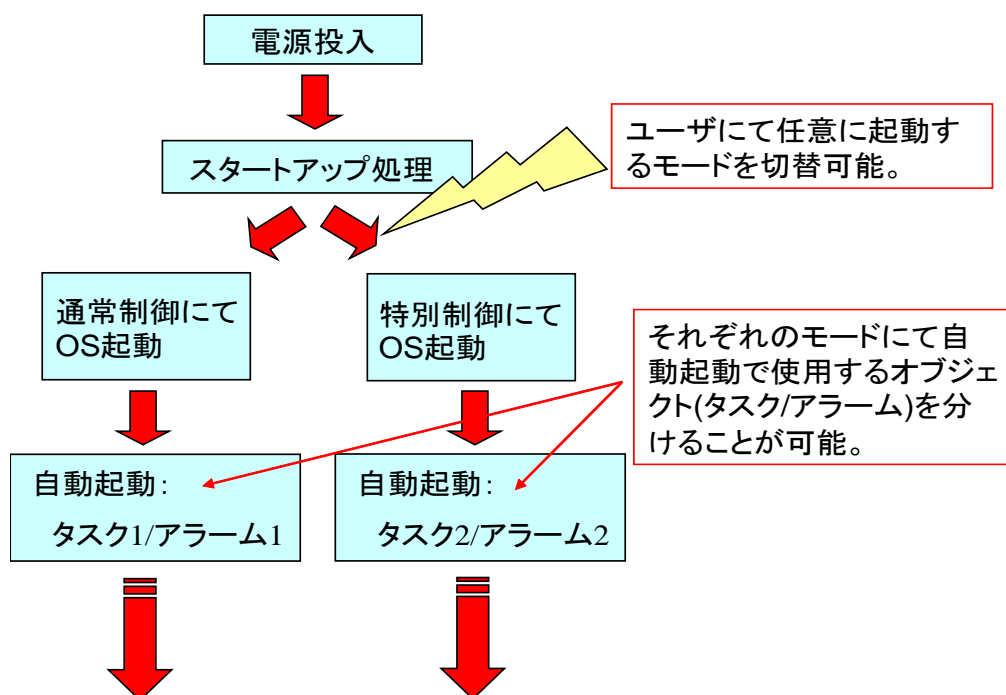 電源投入
スタートアップ処理
ユーザにて任意に起動す
るモードを切替可能。
通常制御にて
OS起動
特別制御にて
OS起動
それぞれのモードにて自
動起動で使用するオブジェ
クト(タスク/アラーム)を分
けることが可能。
自動起動：
タスク1/アラーム1
自動起動：
タスク2/アラーム2